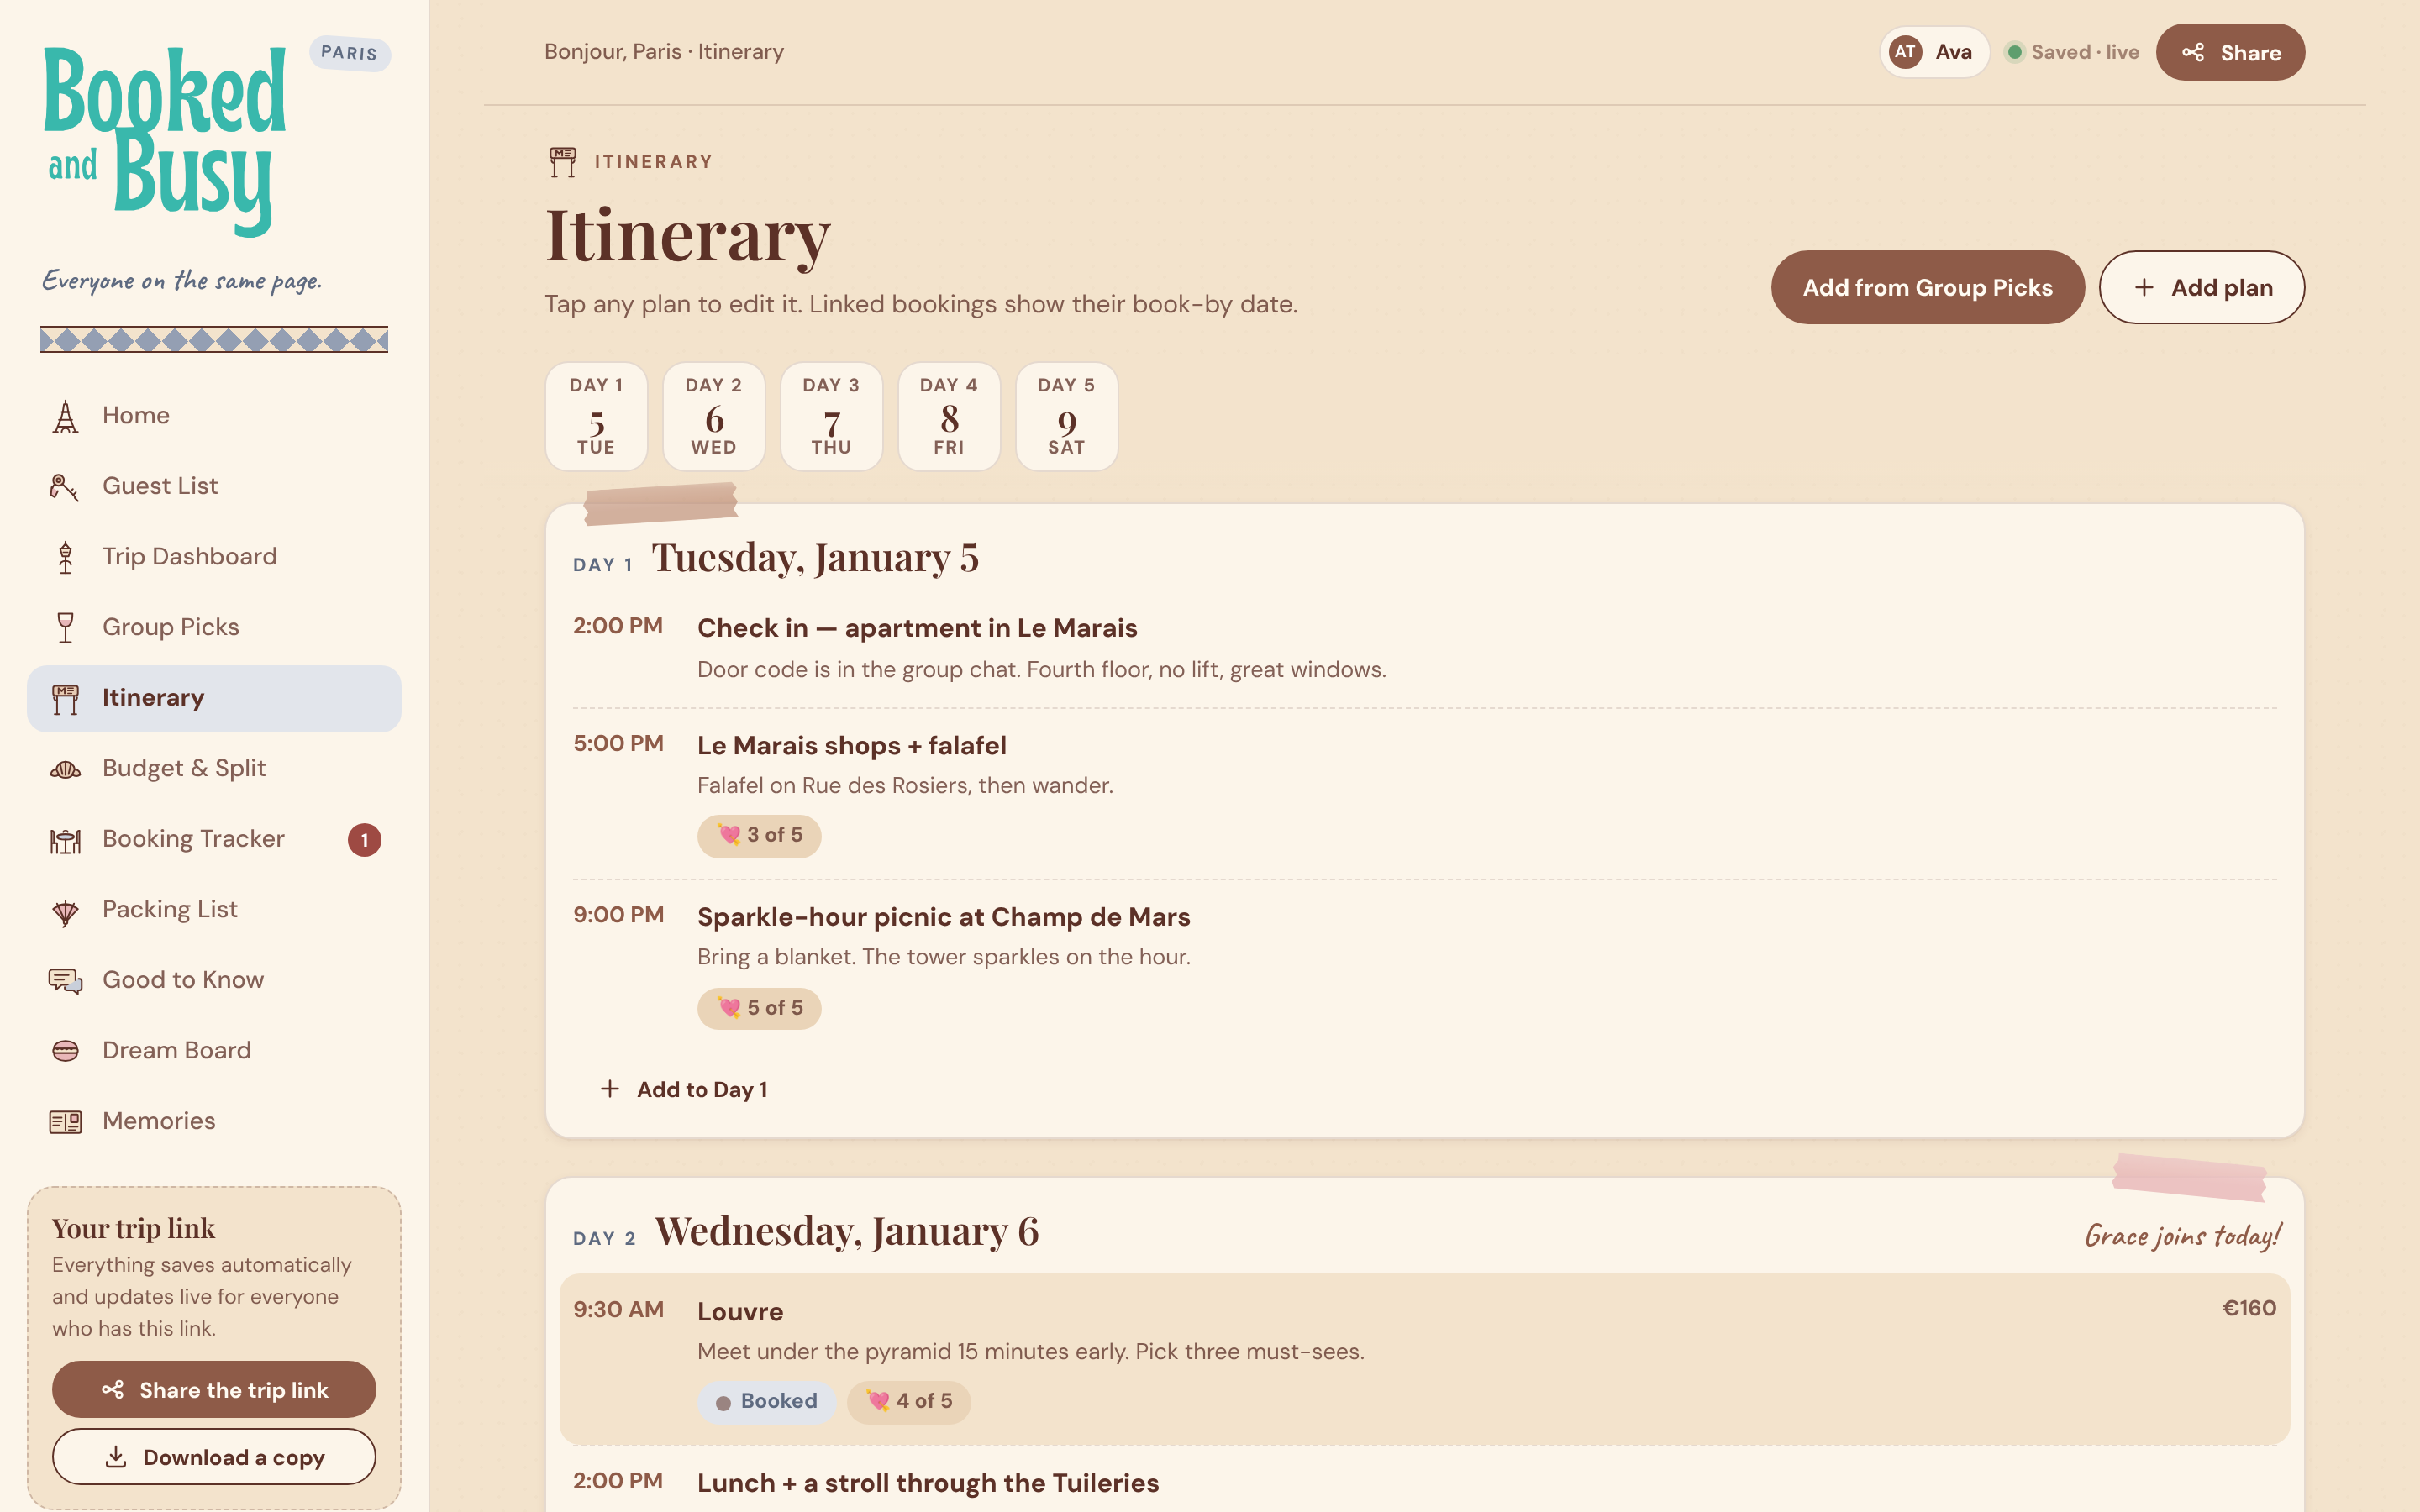 Booked
and Busy
PARIS
Everyone on the same page.
Home
Guest List
Trip Dashboard
Group Picks
Itinerary
Budget & Split
Booking Tracker
1
Packing List
Good to Know
Dream Board
Memories
Your trip link
Everything saves automatically
and updates live for everyone
who has this link.
Share the trip link
Download a copy
Bonjour, Paris · Itinerary
AT Ava
Saved · live
Share
ITINERARY
Itinerary
Tap any plan to edit it. Linked bookings show their book-by date.
Add from Group Picks
+ Add plan
DAY 1
5
TUE
DAY 2
6
WED
DAY 3
7
THU
DAY 4
8
FRI
DAY 5
9
SAT
DAY 1 Tuesday, January 5
2:00 PM Check in — apartment in Le Marais
Door code is in the group chat. Fourth floor, no lift, great windows.
5:00 PM Le Marais shops + falafel
Falafel on Rue des Rosiers, then wander.
💘 3 of 5
9:00 PM Sparkle-hour picnic at Champ de Mars
Bring a blanket. The tower sparkles on the hour.
💘 5 of 5
+ Add to Day 1
DAY 2 Wednesday, January 6
Grace joins today!
9:30 AM Louvre €160
Meet under the pyramid 15 minutes early. Pick three must-sees.
Booked 💘 4 of 5
2:00 PM Lunch + a stroll through the Tuileries